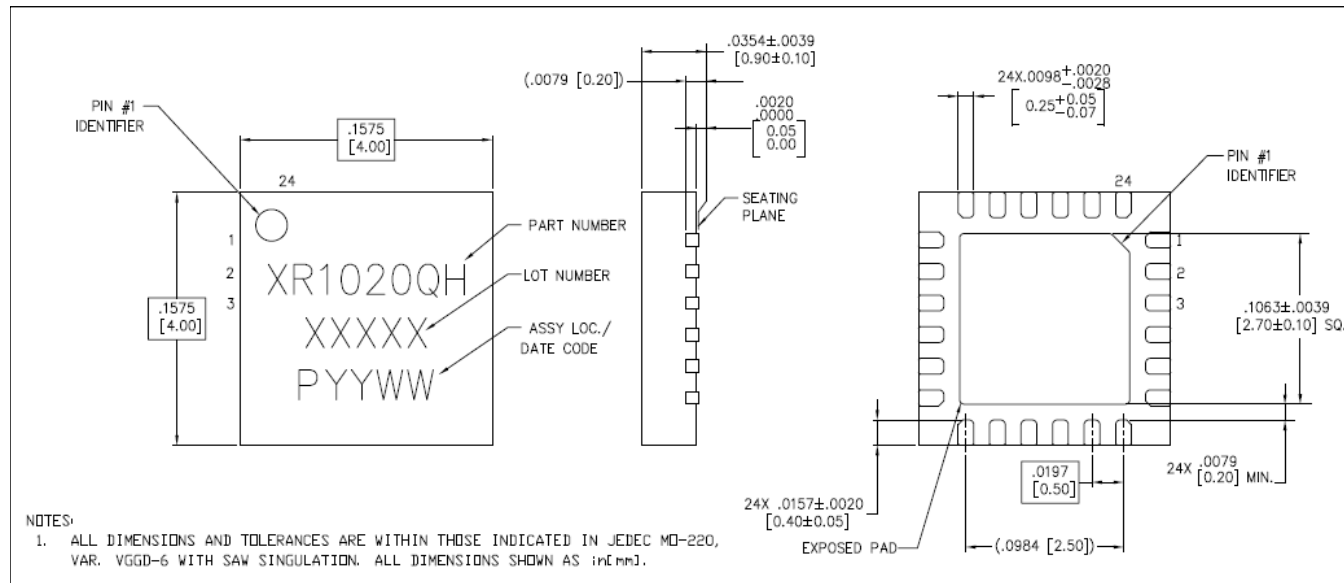 PIN #1
IDENTIFIER
.1575
[4.00]
24
.1575
[4.00]
1
2
3
XR1020QH
XXXXX
PYYWW
PART NUMBER
LOT NUMBER
ASSY LOC./
DATE CODE
.0354±.0039
[0.90±0.10]
(.0079 [0.20])
.0020
.0000
[0.05
0.00]
SEATING
PLANE
24X.0098+.0020
-.0028
[0.25+0.05
-0.07]
PIN #1
IDENTIFIER
24
1
2
3
.1063±.0039
[2.70±0.10] SQ.
24X .0079
[0.20] MIN.
.0197
[0.50]
24X .0157±.0020
[0.40±0.05]
EXPOSED PAD
(.0984 [2.50])
NOTES:
1. ALL DIMENSIONS AND TOLERANCES ARE WITHIN THOSE INDICATED IN JEDEC MO-220,
VAR. VGGD-6 WITH SAW SINGULATION. ALL DIMENSIONS SHOWN AS in[mm].